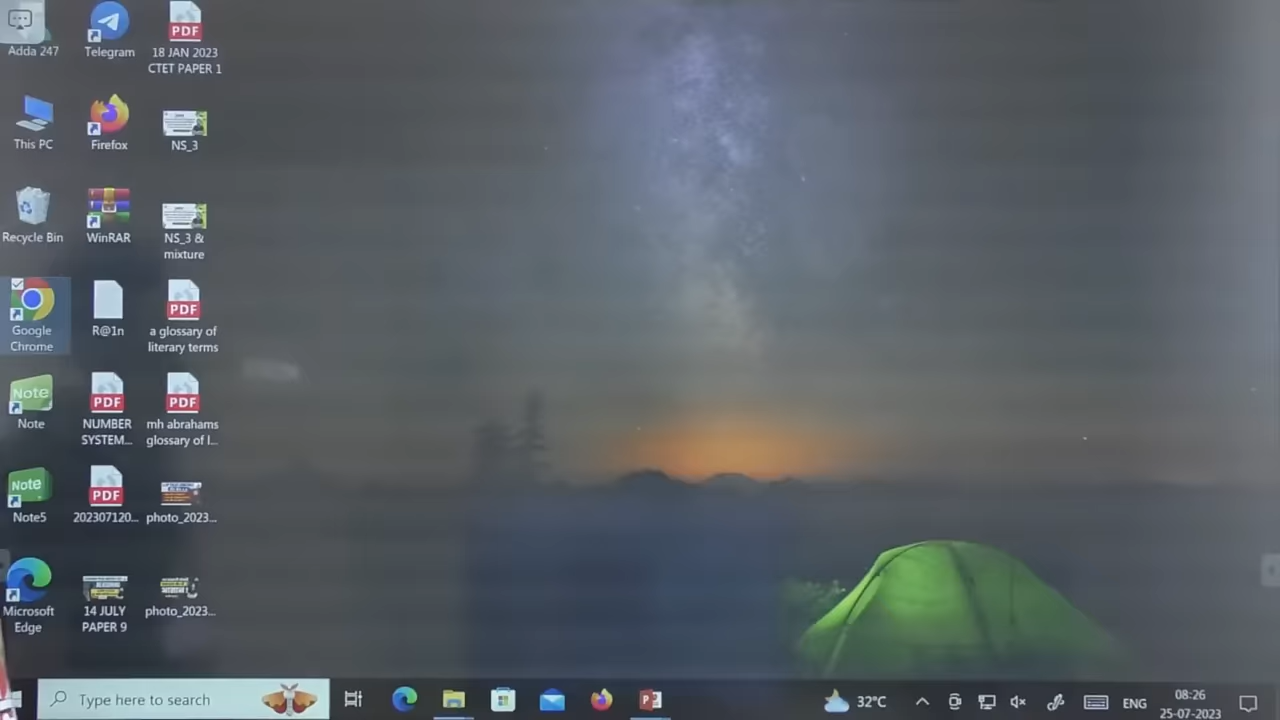 Adda 247
Telegram
PDF
18 JAN 2023
CTET PAPER 1
This PC
Firefox
NS_3
Recycle Bin
WinRAR
NS_3 &
mixture
Google
Chrome
R@1n
PDF
a glossary of
literary terms
Note
Note
PDF
NUMBER
SYSTEM...
PDF
mh abrahams
glossary of l...
Note
Note5
PDF
202307120...
photo_2023...
Microsoft
Edge
14 JULY
PAPER 9
photo_2023...
Type here to search
32°C
ENG
08:26
25-07-2023